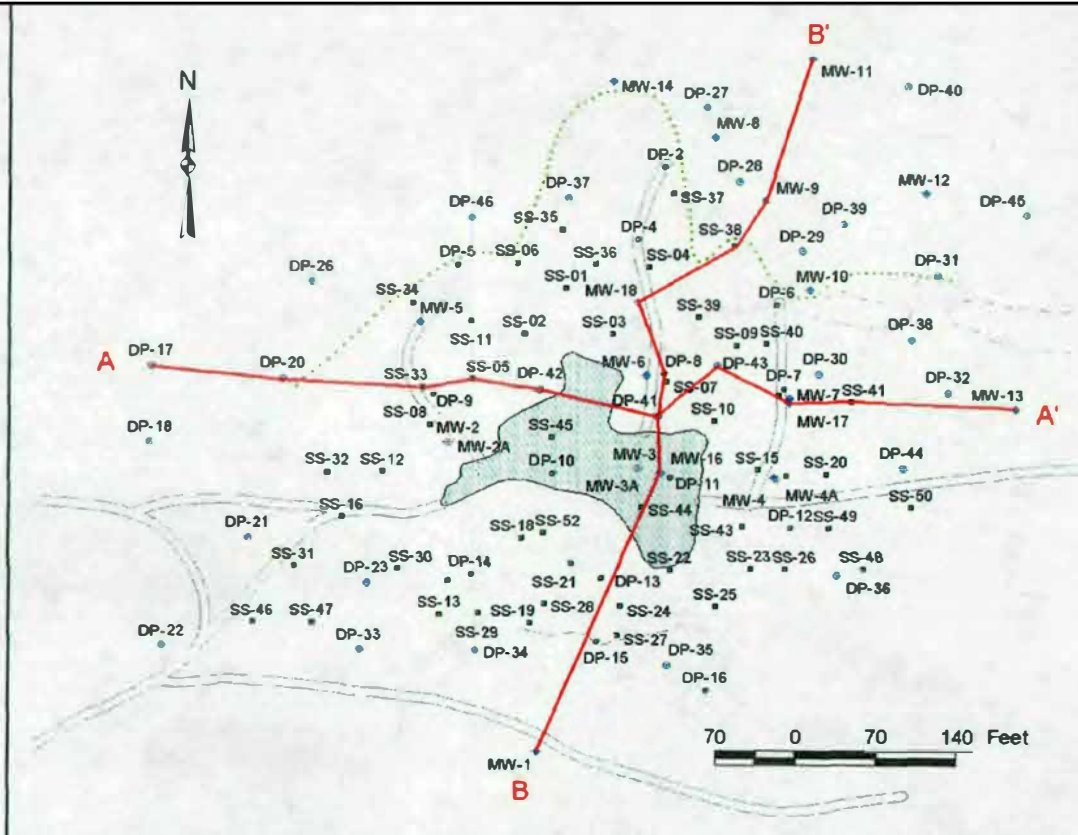 B'
MW-11
N
MW-14
DP-27
DP-40
MW-8
DP-2
DP-28
DP-37
SS-37
MW-9
MW-12
DP-46
SS-35
DP-4
SS-38
DP-39
DP-45
DP-5
SS-06
SS-36
SS-04
DP-29
DP-26
SS-01
MW-10
DP-31
SS-34
MW-18
DP-6
MW-5
SS-39
SS-11
SS-02
SS-03
SS-09
SS-40
DP-38
A
DP-17
DP-20
SS-33
SS-05
DP-42
MW-6
DP-8
DP-43
DP-30
DP-9
SS-07
DP-7
MW-7
SS-41
DP-32
MW-13
A'
SS-08
DP-41
SS-10
MW-17
DP-18
MW-2
MW-2A
SS-45
SS-32
SS-12
DP-10
MW-3
MW-16
SS-15
SS-20
DP-44
MW-3A
DP-11
MW-4
MW-4A
SS-16
SS-44
SS-50
DP-21
SS-18
SS-52
SS-43
DP-12
SS-49
SS-31
SS-30
DP-14
SS-22
SS-23
SS-26
SS-48
DP-23
SS-21
DP-13
DP-36
SS-46
SS-47
SS-13
SS-19
SS-28
SS-24
SS-25
DP-22
DP-33
SS-29
SS-27
DP-34
DP-15
DP-35
DP-16
MW-1
B
70 0 70 140 Feet